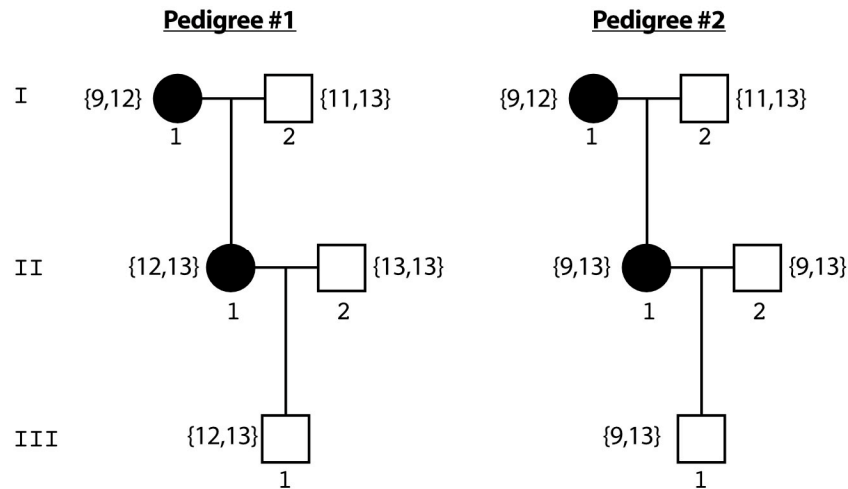 Pedigree #1 Pedigree #2
I {9,12} {11,13} {9,12} {11,13}
1 2 1 2
II {12,13} {13,13} {9,13} {9,13}
1 2 1 2
III {12,13} {9,13}
1 1